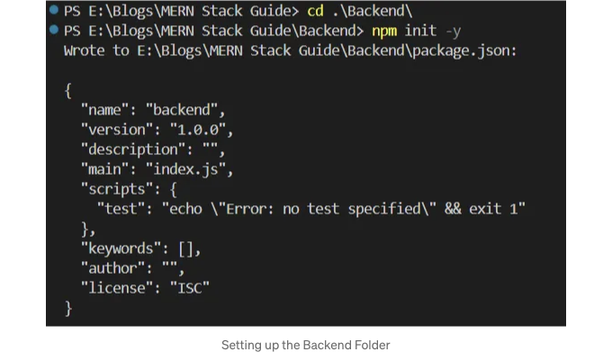 PS E:\Blogs\MERN Stack Guide> cd .\Backend\
PS E:\Blogs\MERN Stack Guide\Backend> npm init -y
Wrote to E:\Blogs\MERN Stack Guide\Backend\package.json:
{
  "name": "backend",
  "version": "1.0.0",
  "description": "",
  "main": "index.js",
  "scripts": {
    "test": "echo \"Error: no test specified\" && exit 1"
  },
  "keywords": [],
  "author": "",
  "license": "ISC"
}
Setting up the Backend Folder